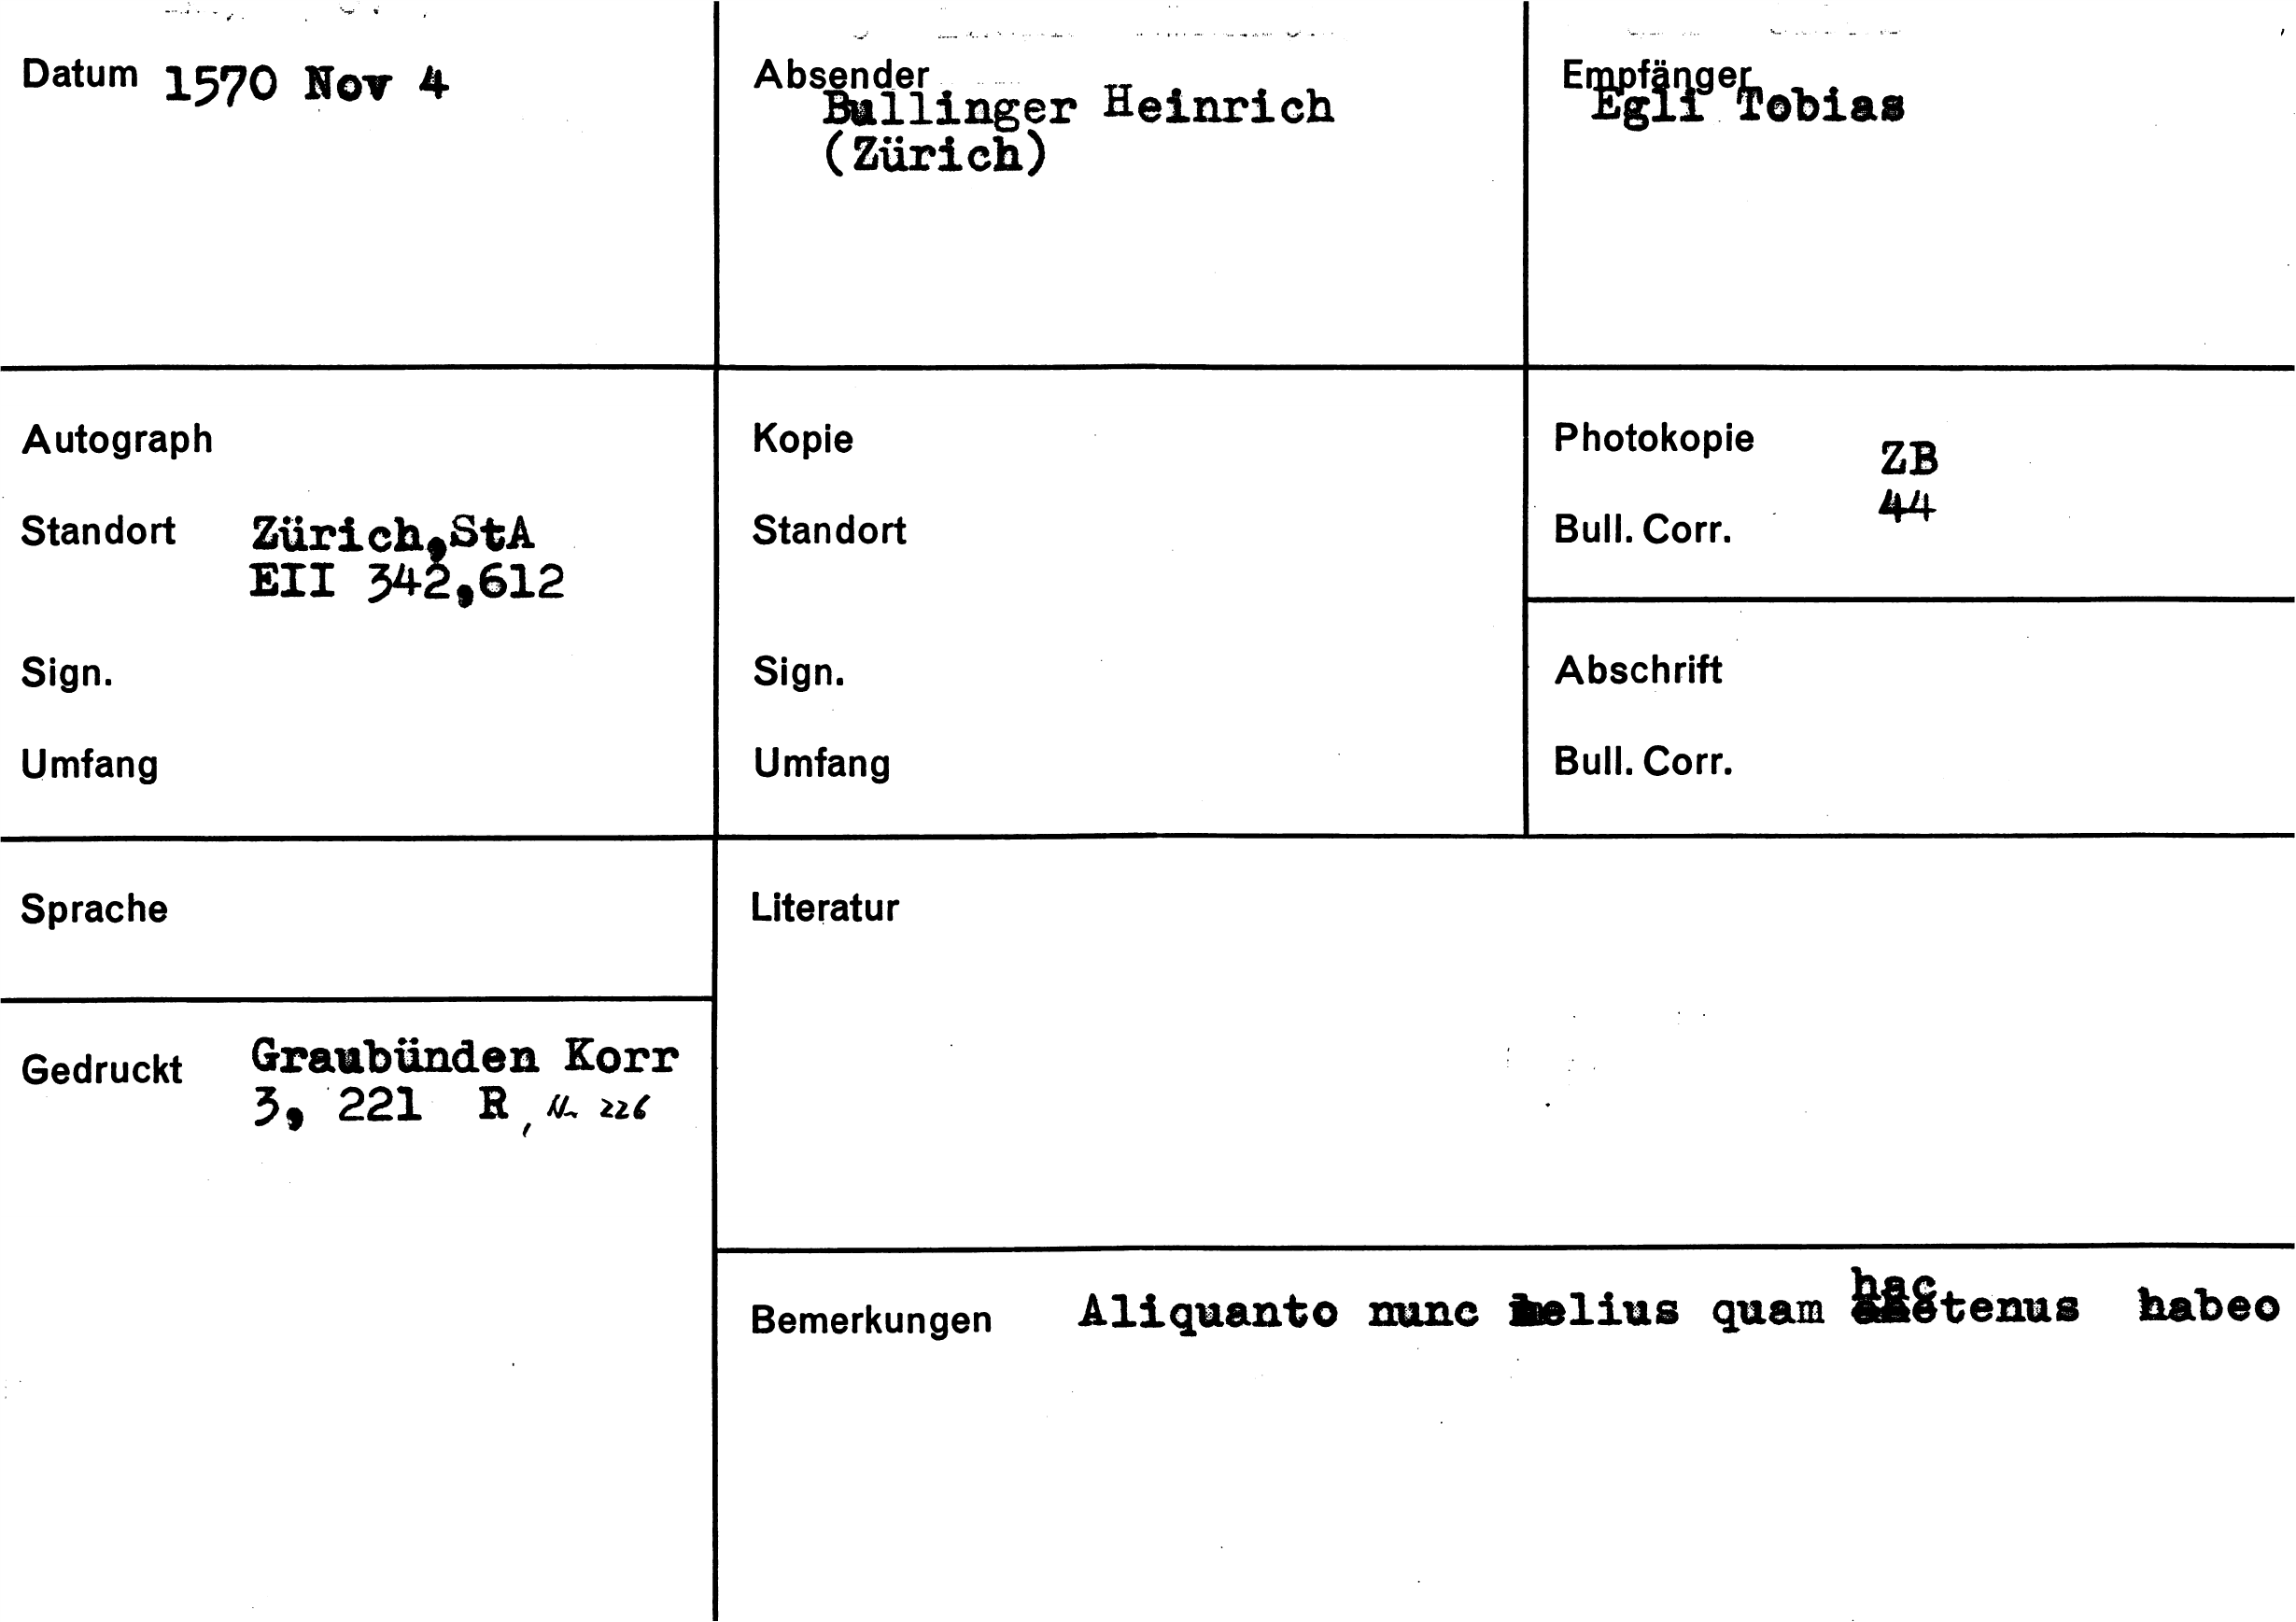 Datum 1570 Nov 4
Absender
Bullinger Heinrich
(Zürich)
Empfänger
Egli Tobias
Autograph
Standort Zürich,StA
EII 342,612
Sign.
Umfang
Kopie
Standort
Sign.
Umfang
Photokopie ZB
44
Bull. Corr.
Abschrift
Bull. Corr.
Sprache
Gedruckt Graubünden Korr
3, 221 R, Nr 226
Literatur
Bemerkungen Aliquanto nunc melius quam hactenus habeo